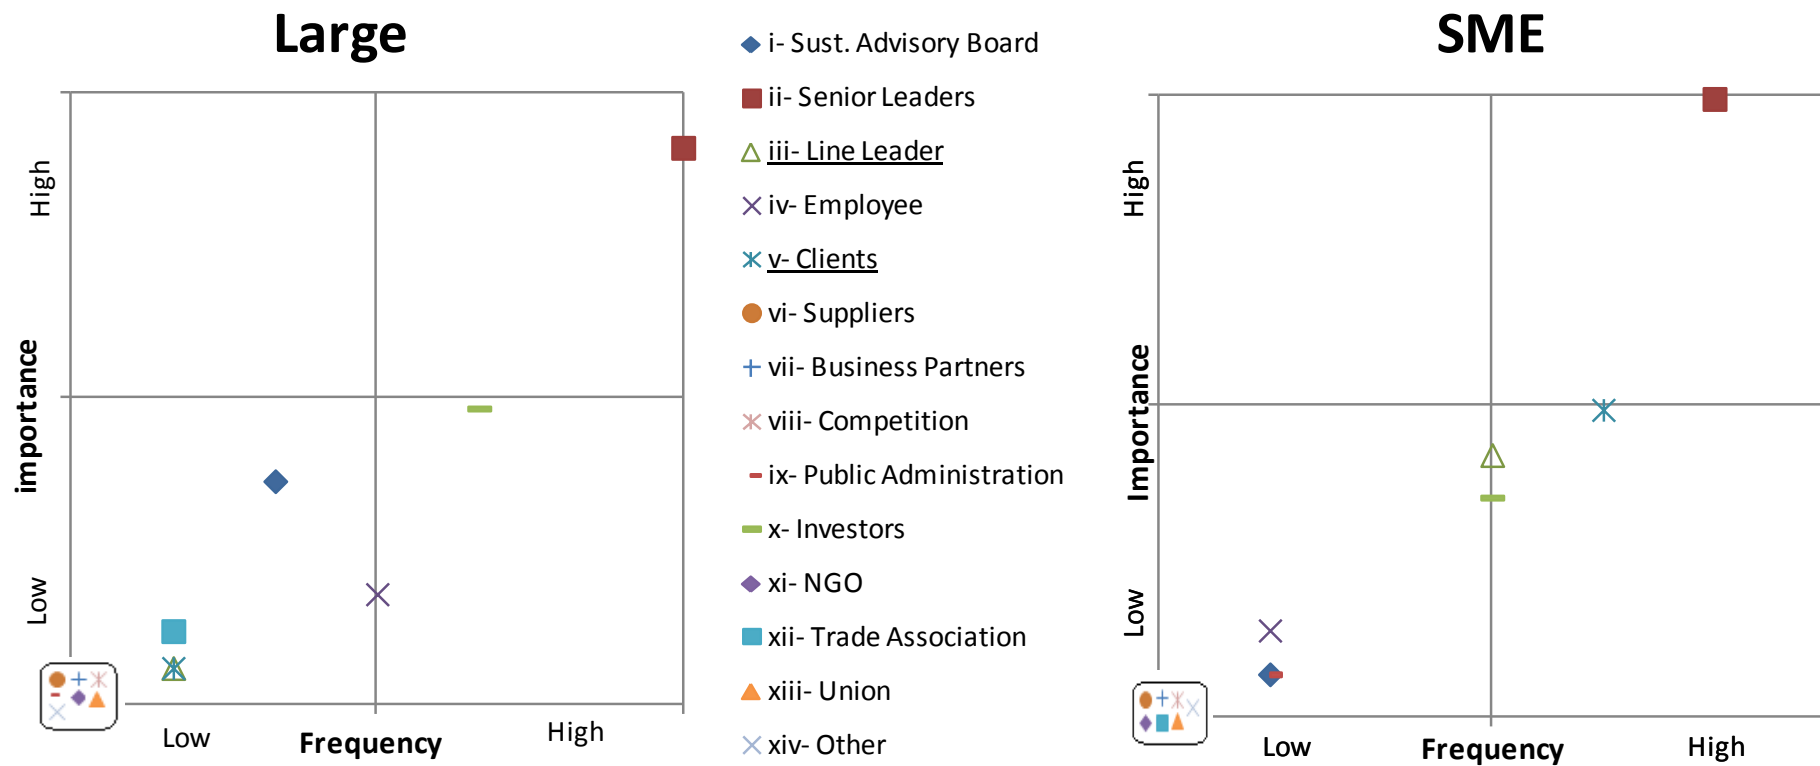 Large
High
importance
Low
Low
Frequency
High
i- Sust. Advisory Board
ii- Senior Leaders
iii- Line Leader
iv- Employee
v- Clients
vi- Suppliers
vii- Business Partners
viii- Competition
ix- Public Administration
x- Investors
xi- NGO
xii- Trade Association
xiii- Union
xiv- Other
SME
High
Importance
Low
Low
Frequency
High